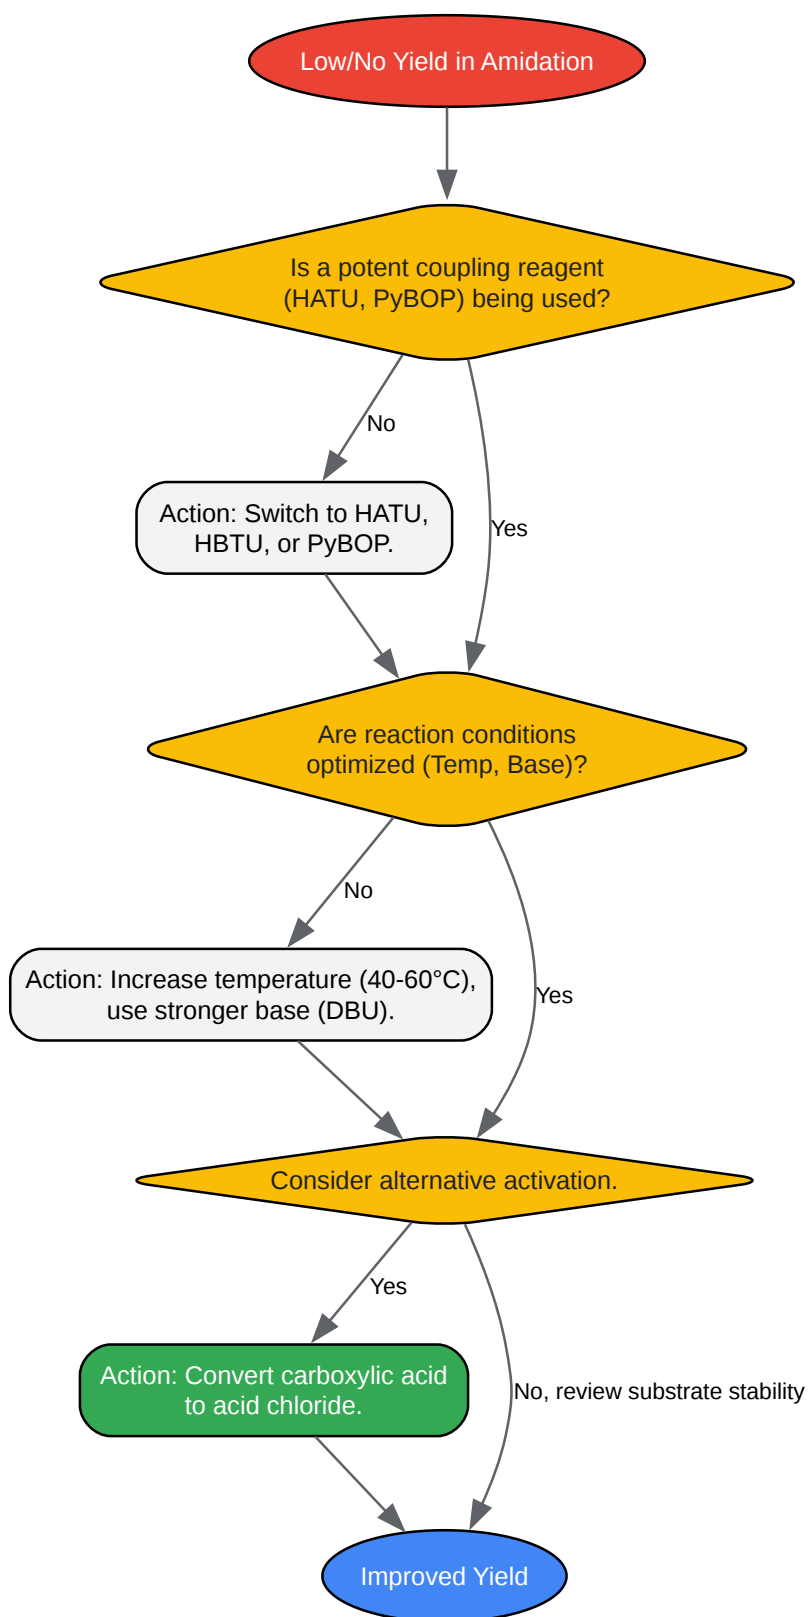 Low/No Yield in Amidation
Is a potent coupling reagent
(HATU, PyBOP) being used?
No
Action: Switch to HATU,
HBTU, or PyBOP.
Yes
Are reaction conditions
optimized (Temp, Base)?
No
Action: Increase temperature (40-60°C),
use stronger base (DBU).
Yes
Consider alternative activation.
Yes
Action: Convert carboxylic acid
to acid chloride.
No, review substrate stability
Improved Yield